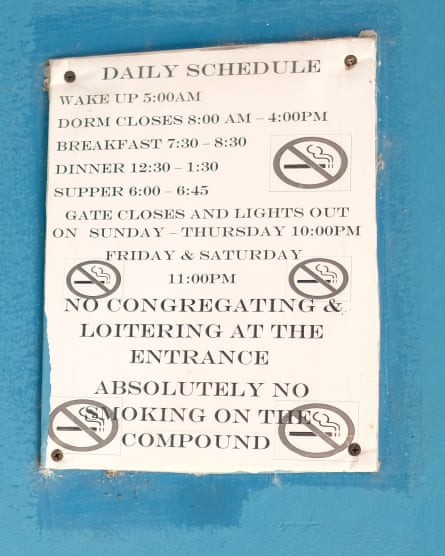 DAILY SCHEDULE
WAKE UP 5:00AM
DORM CLOSES 8:00 AM – 4:00PM
BREAKFAST 7:30 – 8:30
DINNER 12:30 – 1:30
SUPPER 6:00 – 6:45
GATE CLOSES AND LIGHTS OUT
ON SUNDAY – THURSDAY 10:00PM
FRIDAY & SATURDAY
11:00PM
NO CONGREGATING &
LOITERING AT THE
ENTRANCE
ABSOLUTELY NO
SMOKING ON THE
COMPOUND